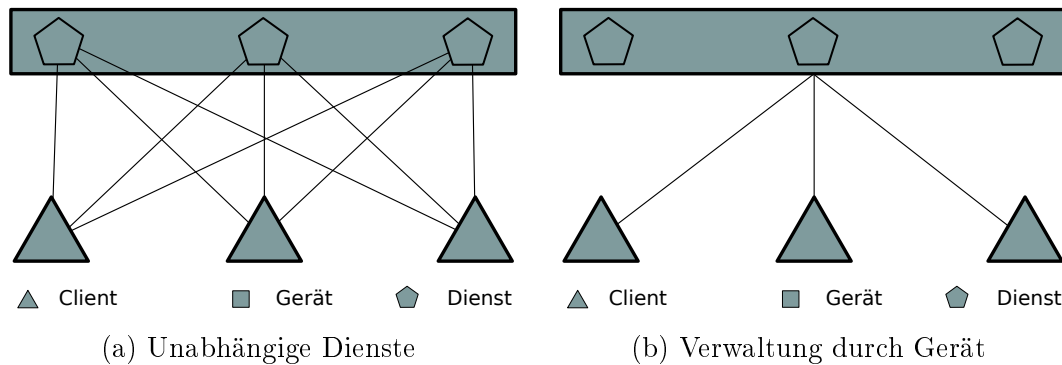 Client Gerät Dienst
Client Gerät Dienst
(a) Unabhängige Dienste
(b) Verwaltung durch Gerät